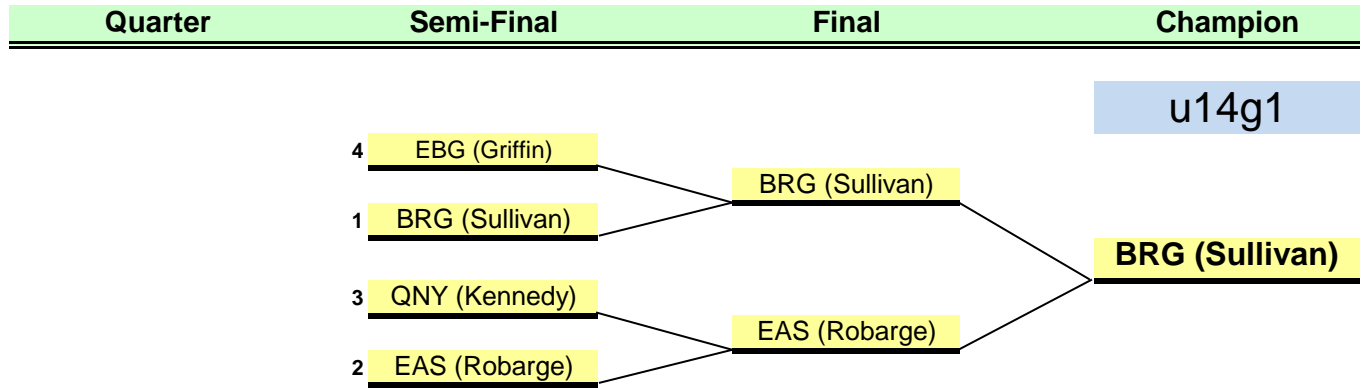 Quarter Semi-Final Final Champion
u14g1
4 EBG (Griffin)
BRG (Sullivan)
1 BRG (Sullivan)
BRG (Sullivan)
3 QNY (Kennedy)
EAS (Robarge)
2 EAS (Robarge)